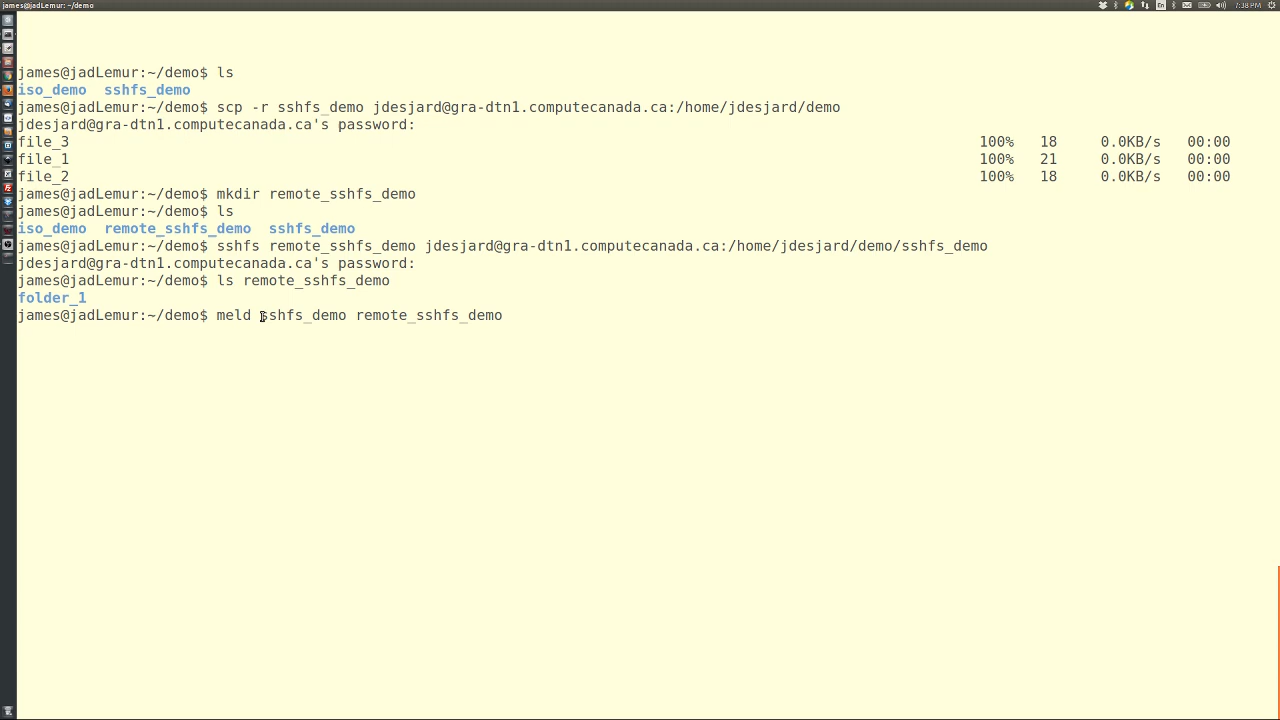 james@jadLemur: ~/demo
En
7:38 PM
james@jadLemur:~/demo$ ls
iso_demo  sshfs_demo
james@jadLemur:~/demo$ scp -r sshfs_demo jdesjard@gra-dtn1.computecanada.ca:/home/jdesjard/demo
jdesjard@gra-dtn1.computecanada.ca's password:
file_3 100% 18 0.0KB/s 00:00
file_1 100% 21 0.0KB/s 00:00
file_2 100% 18 0.0KB/s 00:00
james@jadLemur:~/demo$ mkdir remote_sshfs_demo
james@jadLemur:~/demo$ ls
iso_demo  remote_sshfs_demo  sshfs_demo
james@jadLemur:~/demo$ sshfs remote_sshfs_demo jdesjard@gra-dtn1.computecanada.ca:/home/jdesjard/demo/sshfs_demo
jdesjard@gra-dtn1.computecanada.ca's password:
james@jadLemur:~/demo$ ls remote_sshfs_demo
folder_1
james@jadLemur:~/demo$ meld sshfs_demo remote_sshfs_demo